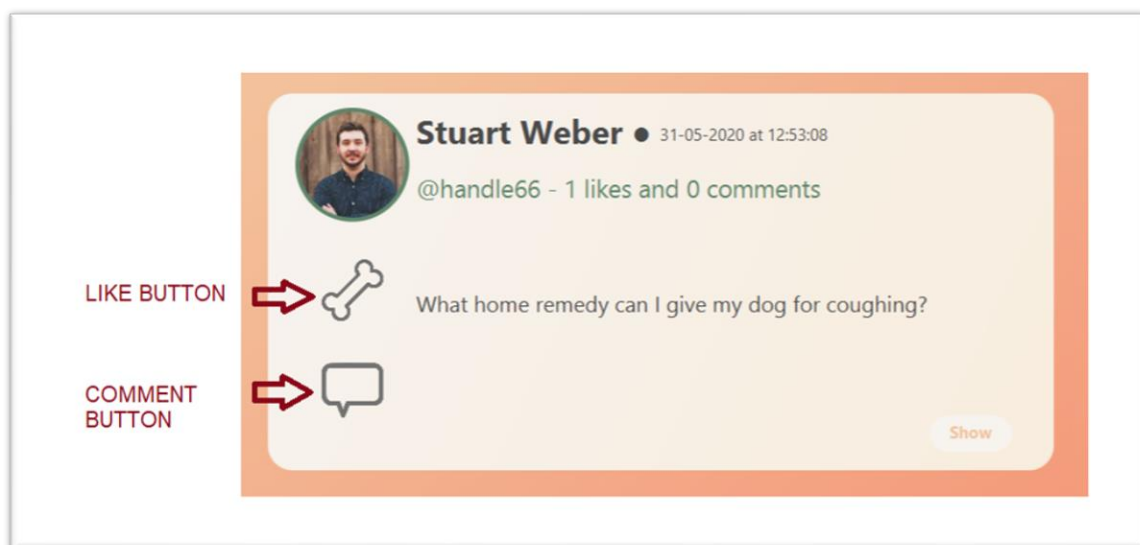 Stuart Weber ● 31-05-2020 at 12:53:08
@handle66 - 1 likes and 0 comments
LIKE BUTTON
What home remedy can I give my dog for coughing?
COMMENT
BUTTON
Show